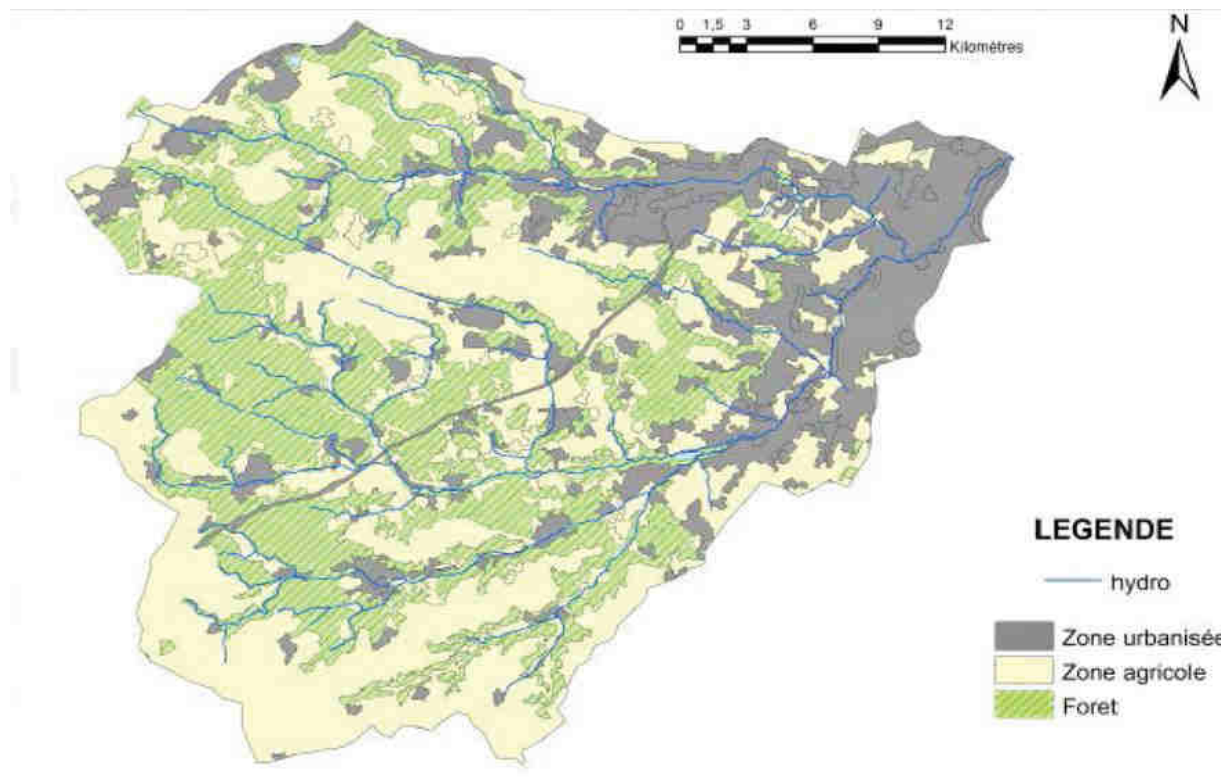 0 1,5 3 6 9 12
Kilomètres
N
LEGENDE
hydro
Zone urbanisée
Zone agricole
Foret